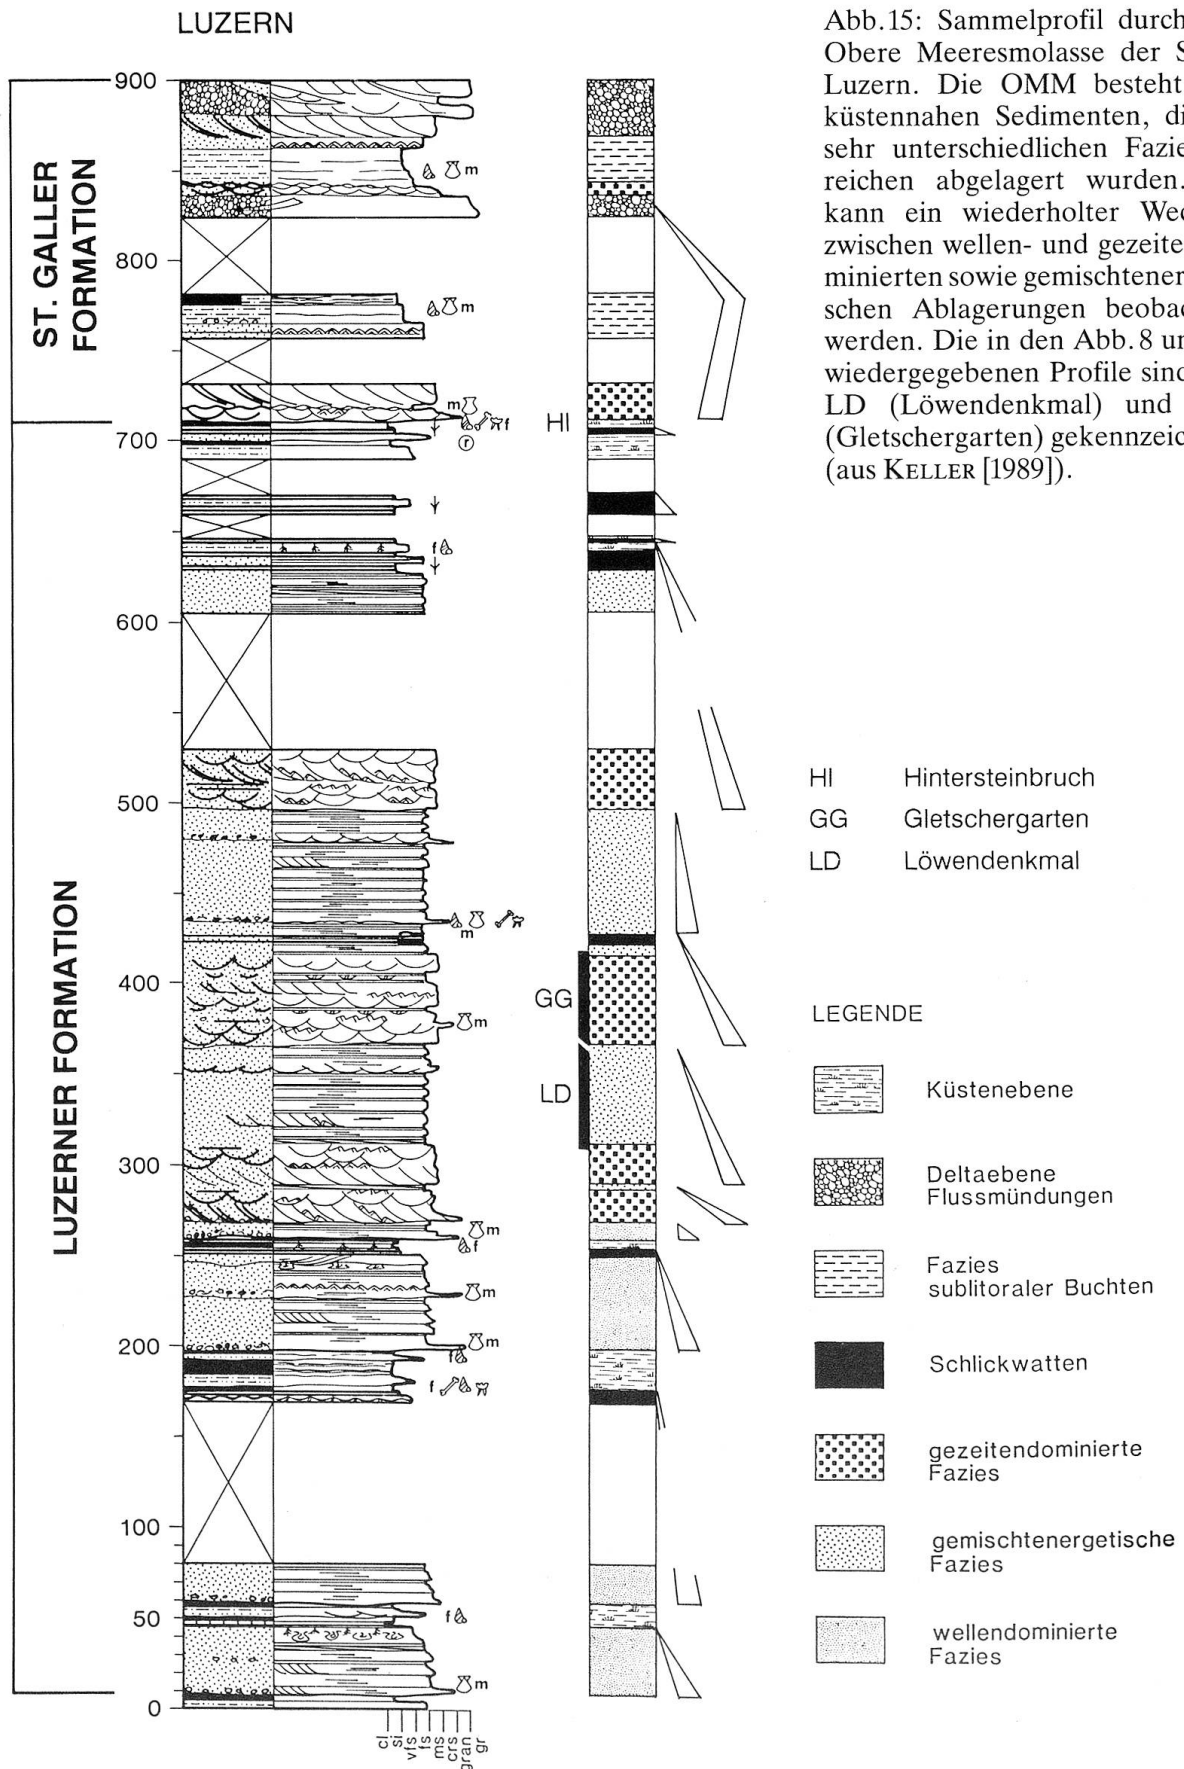 LUZERN
Abb.15: Sammelprofil durch
Obere Meeresmolasse der S
Luzern. Die OMM besteht
küstennahen Sedimenten, di
sehr unterschiedlichen Fazie
reichen abgelagert wurden.
kann ein wiederholter Wec
zwischen wellen- und gezeite
minierten sowie gemischtener
schen Ablagerungen beobac
werden. Die in den Abb.8 un
wiedergegebenen Profile sind
LD (Löwendenkmal) und
(Gletschergarten) gekennzeic
(aus KELLER [1989]).
ST. GALLER
FORMATION
LUZERNER FORMATION
900
800
700
600
500
400
300
200
100
50
0
m
m
m
f
r
f
m
m
m
f
m
m
f
f
f
m
cl
si
vfs
fs
ms
crs
gran
gr
HI
GG
LD
HI Hintersteinbruch
GG Gletschergarten
LD Löwendenkmal
LEGENDE
Küstenebene
Deltaebene
Flussmündungen
Fazies
sublitoraler Buchten
Schlickwatten
gezeitendominierte
Fazies
gemischtenergetische
Fazies
wellendominierte
Fazies